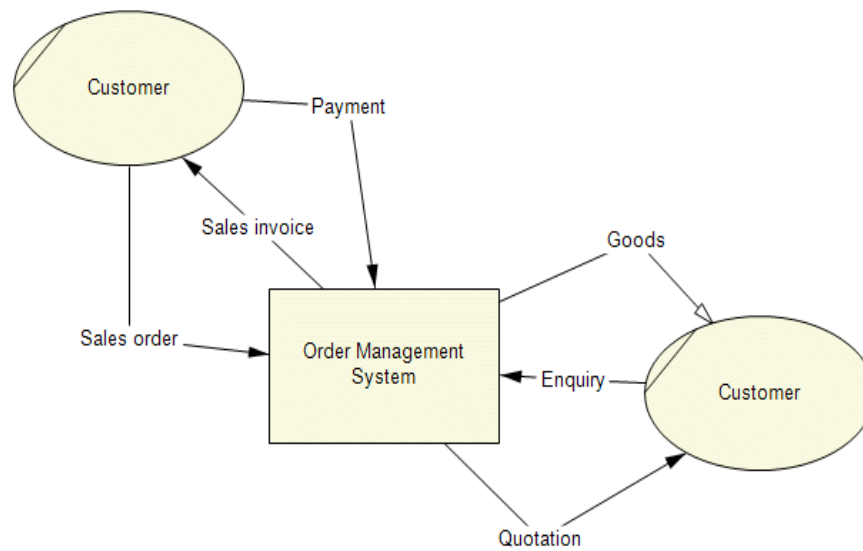 Customer
Payment
Sales invoice
Goods
Sales order
Order Management
System
Enquiry
Customer
Quotation